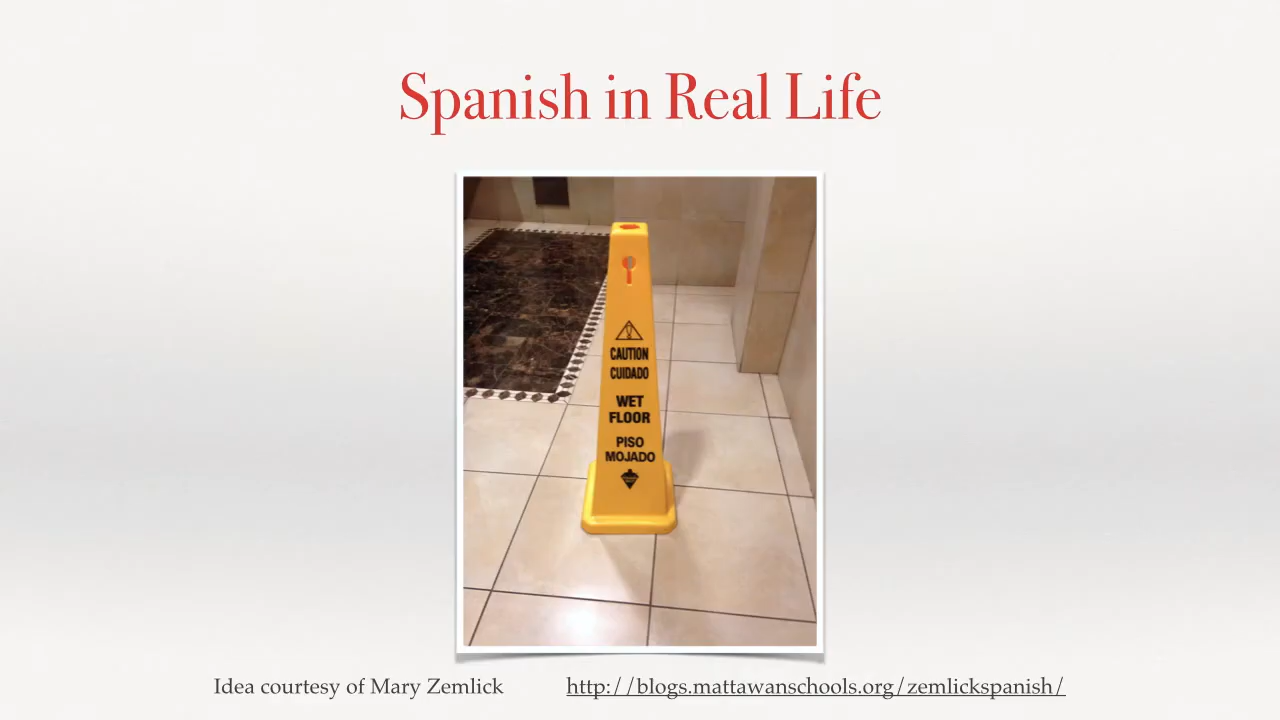 Spanish in Real Life
CAUTION
CUIDADO
WET
FLOOR
PISO
MOJADO
Idea courtesy of Mary Zemlick
http://blogs.mattawanschools.org/zemlickspanish/